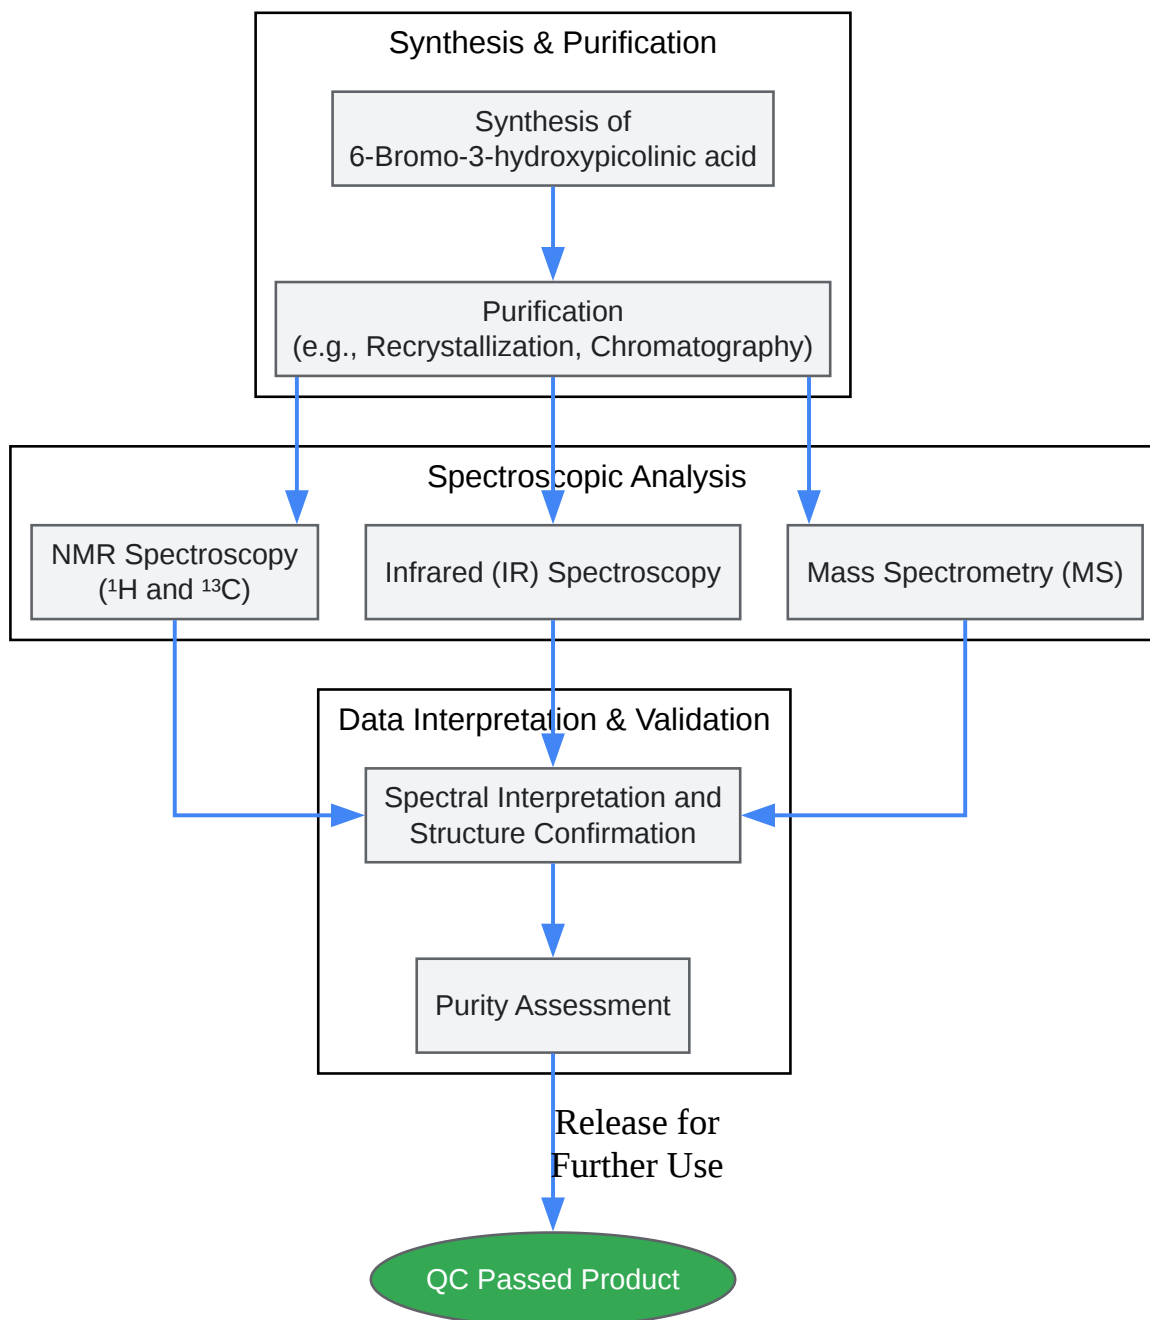 Synthesis & Purification
Synthesis of
6-Bromo-3-hydroxypicolinic acid
Purification
(e.g., Recrystallization, Chromatography)
Spectroscopic Analysis
NMR Spectroscopy
(¹H and ¹³C)
Infrared (IR) Spectroscopy
Mass Spectrometry (MS)
Data Interpretation & Validation
Spectral Interpretation and
Structure Confirmation
Purity Assessment
Release for
Further Use
QC Passed Product